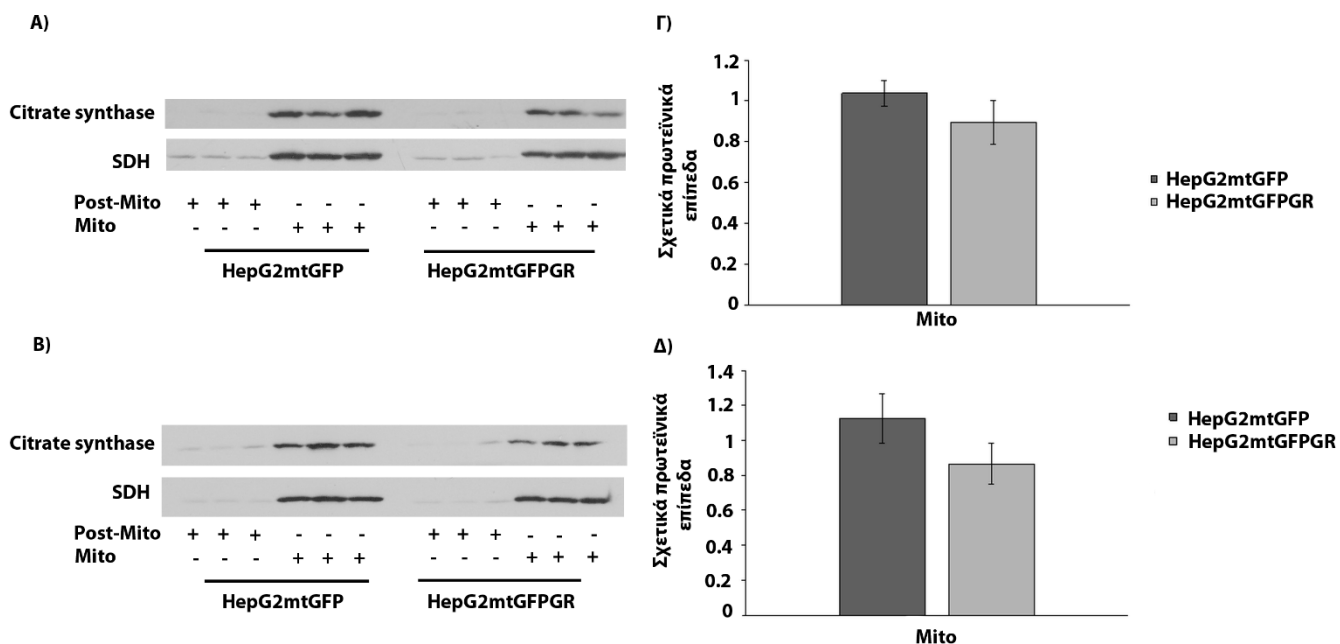 A)
Citrate synthase
SDH
Post-Mito + + + - - - + + + - - -
Mito - - - + + + - - - + + +
HepG2mtGFP HepG2mtGFPGR
Γ)
Σχετικά πρωτεϊνικά
επίπεδα
1.2
1
0.8
0.6
0.4
0.2
0
Mito
HepG2mtGFP
HepG2mtGFPGR
B)
Citrate synthase
SDH
Post-Mito + + + - - - + + + - - -
Mito - - - + + + - - - + + +
HepG2mtGFP HepG2mtGFPGR
Δ)
Σχετικά πρωτεϊνικά
επίπεδα
1.4
1.2
1
0.8
0.6
0.4
0.2
0
Mito
HepG2mtGFP
HepG2mtGFPGR